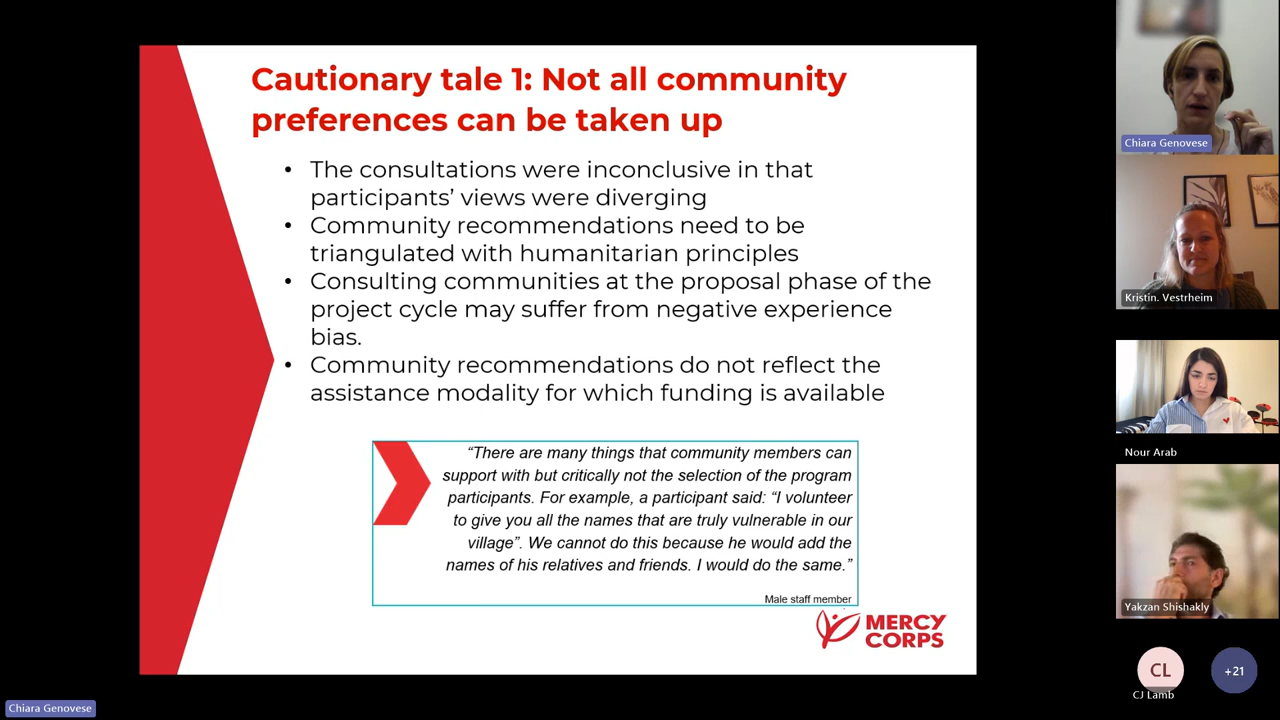 Cautionary tale 1: Not all community
preferences can be taken up
• The consultations were inconclusive in that
participants’ views were diverging
• Community recommendations need to be
triangulated with humanitarian principles
• Consulting communities at the proposal phase of the
project cycle may suffer from negative experience
bias.
• Community recommendations do not reflect the
assistance modality for which funding is available
“There are many things that community members can
support with but critically not the selection of the program
participants. For example, a participant said: “I volunteer
to give you all the names that are truly vulnerable in our
village”. We cannot do this because he would add the
names of his relatives and friends. I would do the same.”
Male staff member
MERCY
CORPS
Chiara Genovese
Kristin. Vestrheim
Nour Arab
Yakzan Shishakly
CL
CJ Lamb
+21
Chiara Genovese